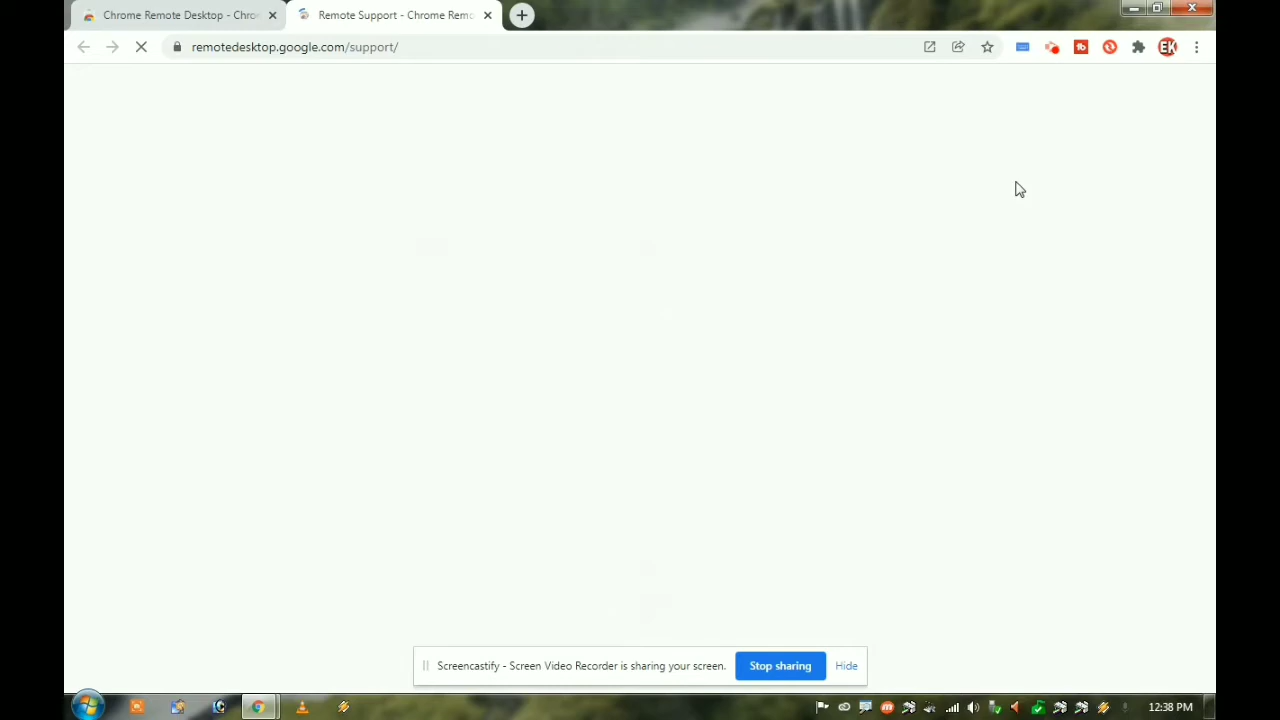 Chrome Remote Desktop - Chro
Remote Support - Chrome Remo
remotedesktop.google.com/support/
EK
Screencastify - Screen Video Recorder is sharing your screen.
Stop sharing
Hide
12:38 PM